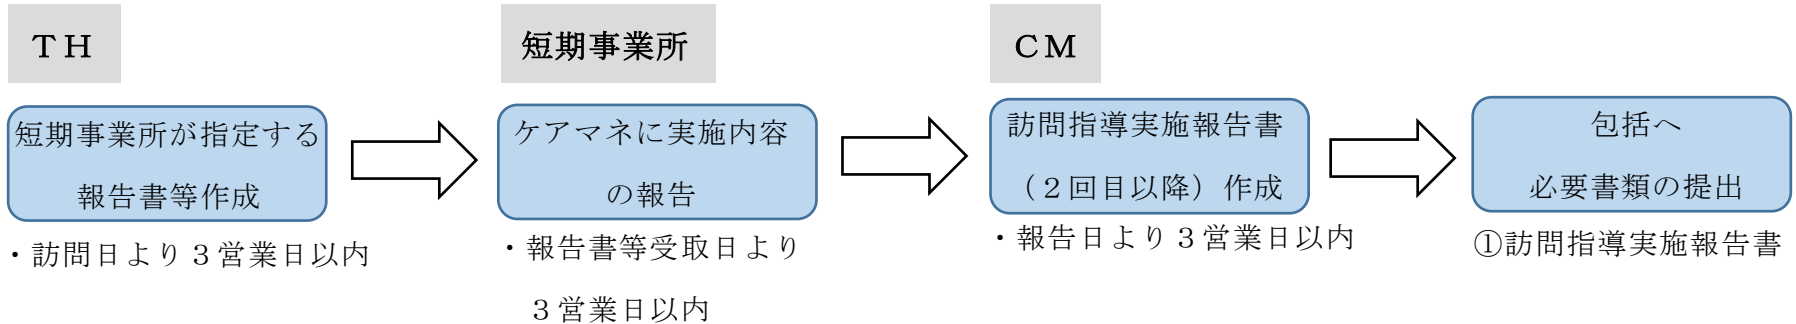 ＴＨ
短期事業所が指定する
報告書等作成
・訪問日より３営業日以内
短期事業所
ケアマネに実施内容
の報告
・報告書等受取日より
３営業日以内
ＣＭ
訪問指導実施報告書
（２回目以降）作成
・報告日より３営業日以内
包括へ
必要書類の提出
①訪問指導実施報告書